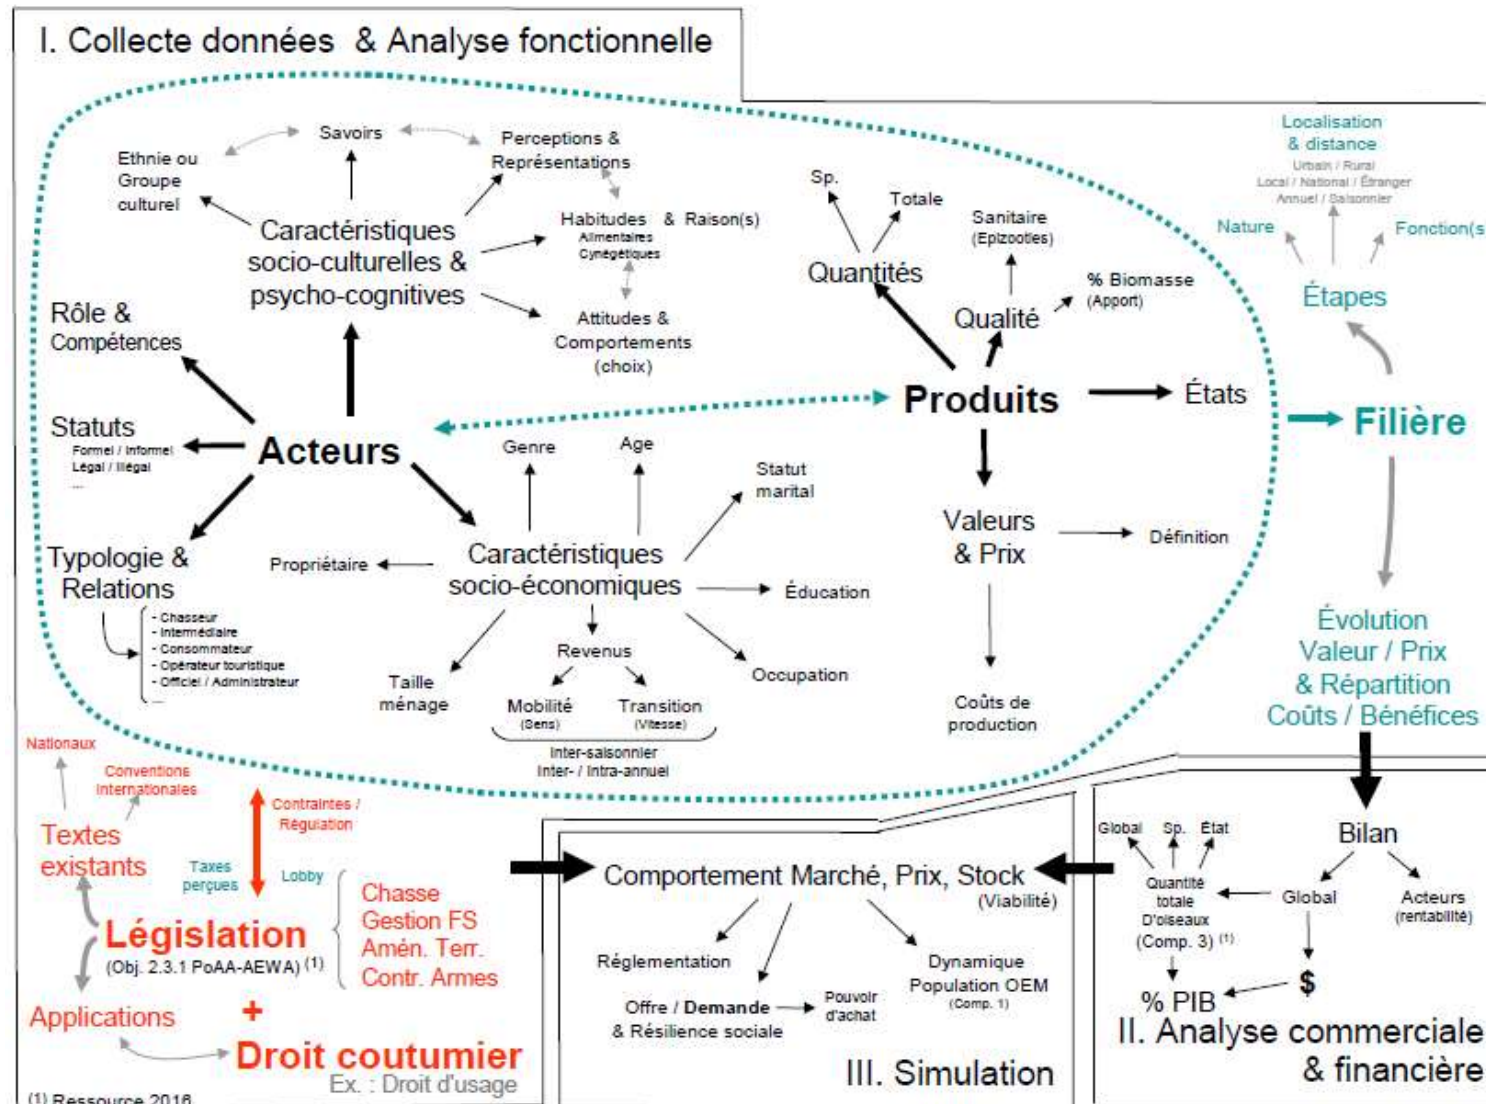 I. Collecte données & Analyse fonctionnelle
Savoirs
Ethnie ou
Groupe
culturel
Perceptions &
Représentations
Caractéristiques
socio-culturelles &
psycho-cognitives
Habitudes & Raison(s)
Alimentaires
Cynégétiques
Attitudes &
Comportements
(choix)
Rôle &
Compétences
Statuts
Formel / Informel
Légal / Illégal
...
Acteurs
Typologie &
Relations
- Chasseur
- Intermédiaire
- Consommateur
- Opérateur touristique
- Officiel / Administrateur
...
Genre
Age
Statut
marital
Propriétaire
Caractéristiques
socio-économiques
Éducation
Occupation
Revenus
Taille
ménage
Mobilité
(Sens)
Transition
(Vitesse)
Inter-saisonnier
Inter- / Intra-annuel
Sp.
Totale
Quantités
Sanitaire
(Epizooties)
Qualité
% Biomasse
(Apport)
Produits
États
Valeurs
& Prix
Définition
Coûts de
production
Localisation
& distance
Urbain / Rural
Local / National / Étranger
Annuel / Saisonnier
Nature
Fonction(s
Étapes
Filière
Évolution
Valeur / Prix
& Répartition
Coûts / Bénéfices
Nationaux
Conventions
Internationales
Textes
existants
Contraintes /
Régulation
Taxes
perçues
Lobby
Législation
(Obj. 2.3.1 PoAA-AEWA) (1)
Chasse
Gestion FS
Amén. Terr.
Contr. Armes
Applications
+
Droit coutumier
Ex. : Droit d'usage
(1) Ressource 2016
Comportement Marché, Prix, Stock
(Viabilité)
Réglementation
Offre / Demande
& Résilience sociale
Pouvoir
d'achat
Dynamique
Population OEM
(Comp. 1)
III. Simulation
Bilan
Global
Acteurs
(rentabilité)
Global
Sp.
État
Quantité
totale
D'oiseaux
(Comp. 3) (1)
$
% PIB
II. Analyse commerciale
& financière